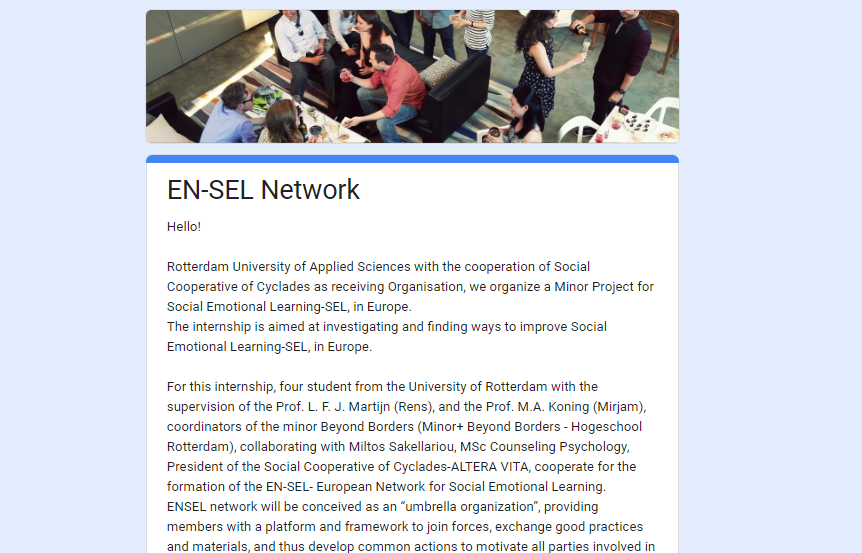 EN-SEL Network
Hello!
Rotterdam University of Applied Sciences with the cooperation of Social
Cooperative of Cyclades as receiving Organisation, we organize a Minor Project for
Social Emotional Learning-SEL, in Europe.
The internship is aimed at investigating and finding ways to improve Social
Emotional Learning-SEL, in Europe.
For this internship, four student from the University of Rotterdam with the
supervision of the Prof. L. F. J. Martijn (Rens), and the Prof. M.A. Koning (Mirjam),
coordinators of the minor Beyond Borders (Minor+ Beyond Borders - Hogeschool
Rotterdam), collaborating with Miltos Sakellariou, MSc Counseling Psychology,
President of the Social Cooperative of Cyclades-ALTERA VITA, cooperate for the
formation of the EN-SEL- European Network for Social Emotional Learning.
ENSEL network will be conceived as an “umbrella organization”, providing
members with a platform and framework to join forces, exchange good practices
and materials, and thus develop common actions to motivate all parties involved in